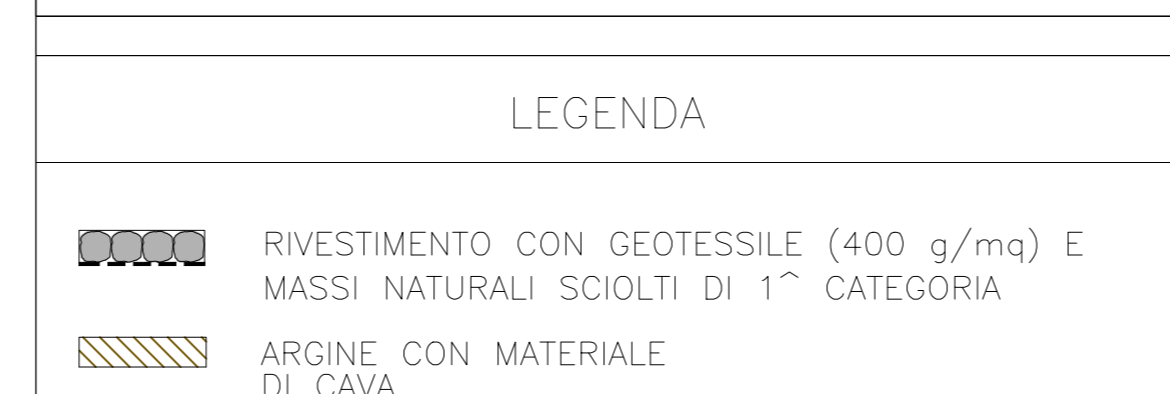 LEGENDA
RIVESTIMENTO CON GEOTESSILE (400 g/mq) E
MASSI NATURALI SCIOLTI DI 1^ CATEGORIA
ARGINE CON MATERIALE
DI CAVA